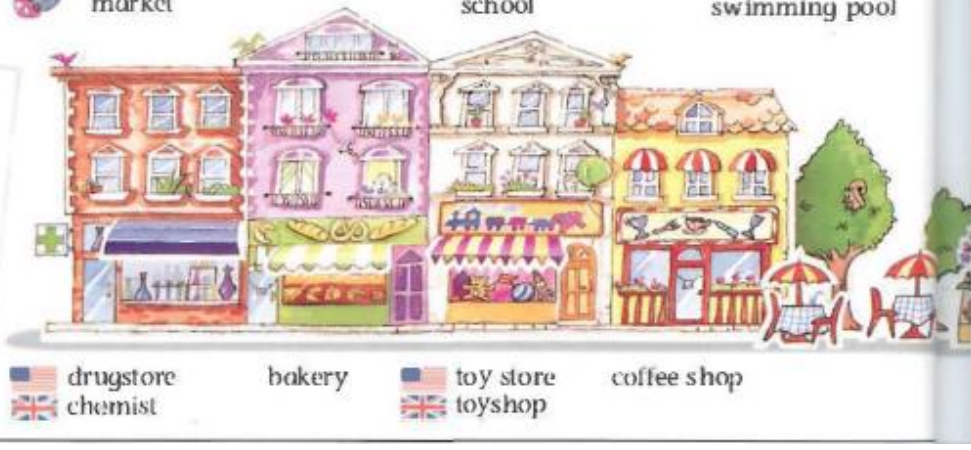 market school swimming pool
drugstore bakery toy store coffee shop
chemist toyshop